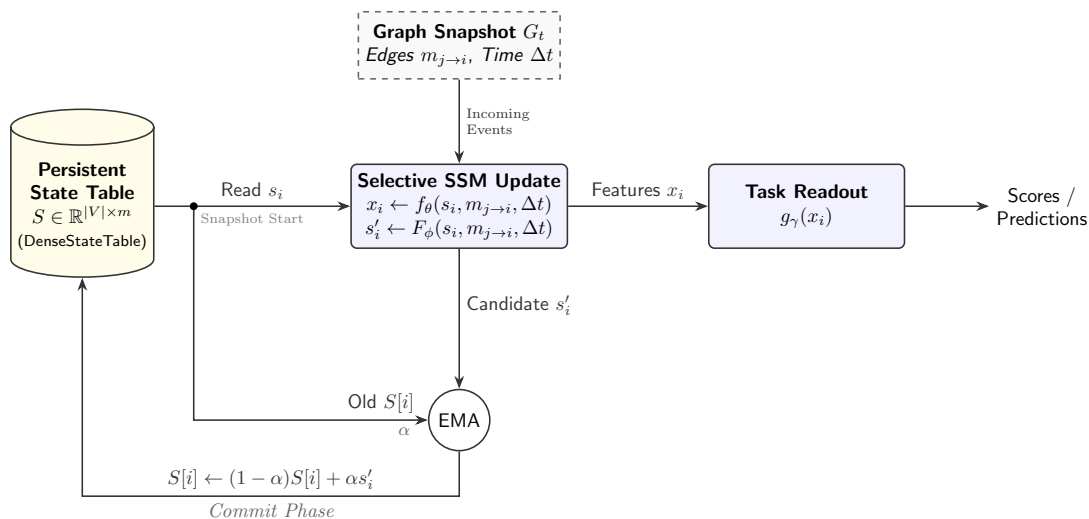 Graph Snapshot $G_t$
Edges $m_{j \to i}$, Time $\Delta t$
Incoming
Events
Persistent
State Table
$S \in \mathbb{R}^{|V| \times m}$
(DenseStateTable)
Read $s_i$
Snapshot Start
Selective SSM Update
$x_i \leftarrow f_\theta(s_i, m_{j \to i}, \Delta t)$
$s'_i \leftarrow F_\phi(s_i, m_{j \to i}, \Delta t)$
Features $x_i$
Task Readout
$g_\gamma(x_i)$
Scores /
Predictions
Candidate $s'_i$
Old $S[i]$
$\alpha$
EMA
$S[i] \leftarrow (1 - \alpha)S[i] + \alpha s'_i$
Commit Phase